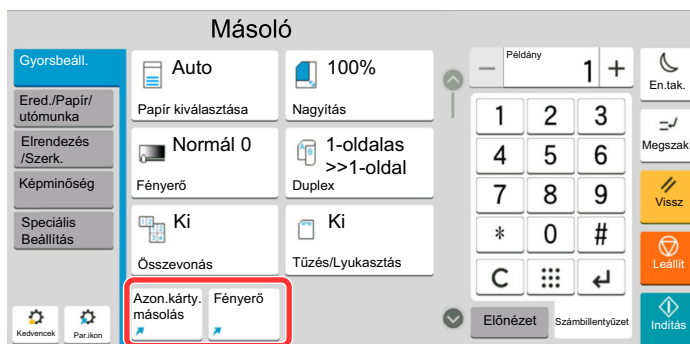 Másoló
Gyorsbeáll.
Ered./Papír/
utómunka
Elrendezés
/Szerk.
Képminőség
Speciális
Beállítás
Kedvencek
Par.ikon
Auto
Papír kiválasztása
100%
Nagyítás
Normál 0
Fényerő
1-oldalas
>>1-oldal
Duplex
Ki
Összevonás
Ki
Tűzés/Lyukasztás
Azon.kárty.
másolás
Fényerő
Példány
− 1 +
1 2 3
4 5 6
7 8 9
* 0 #
C
Előnézet
Számbillentyűzet
En.tak.
Megszak
Vissz
Leállít
Indítás